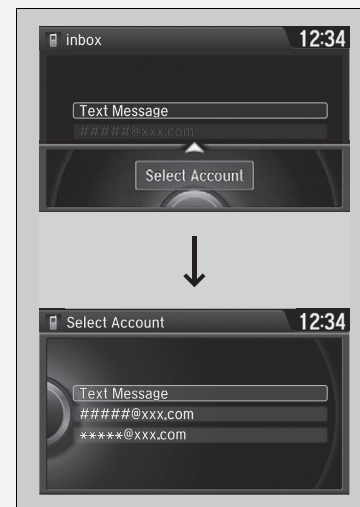 inbox 12:34
Text Message
#####@xxx.com
Select Account
Select Account 12:34
Text Message
#####@xxx.com
*****@xxx.com